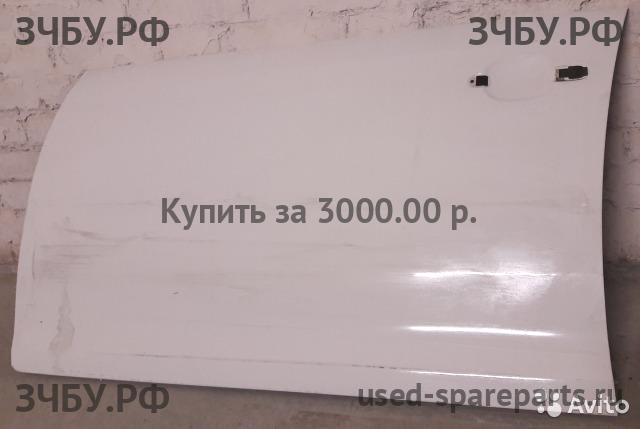 ЗЧБУ.РФ ЗЧБУ.РФ
Купить за 3000.00 р.
ЗЧБУ.РФ used-spareparts.ru
Avito